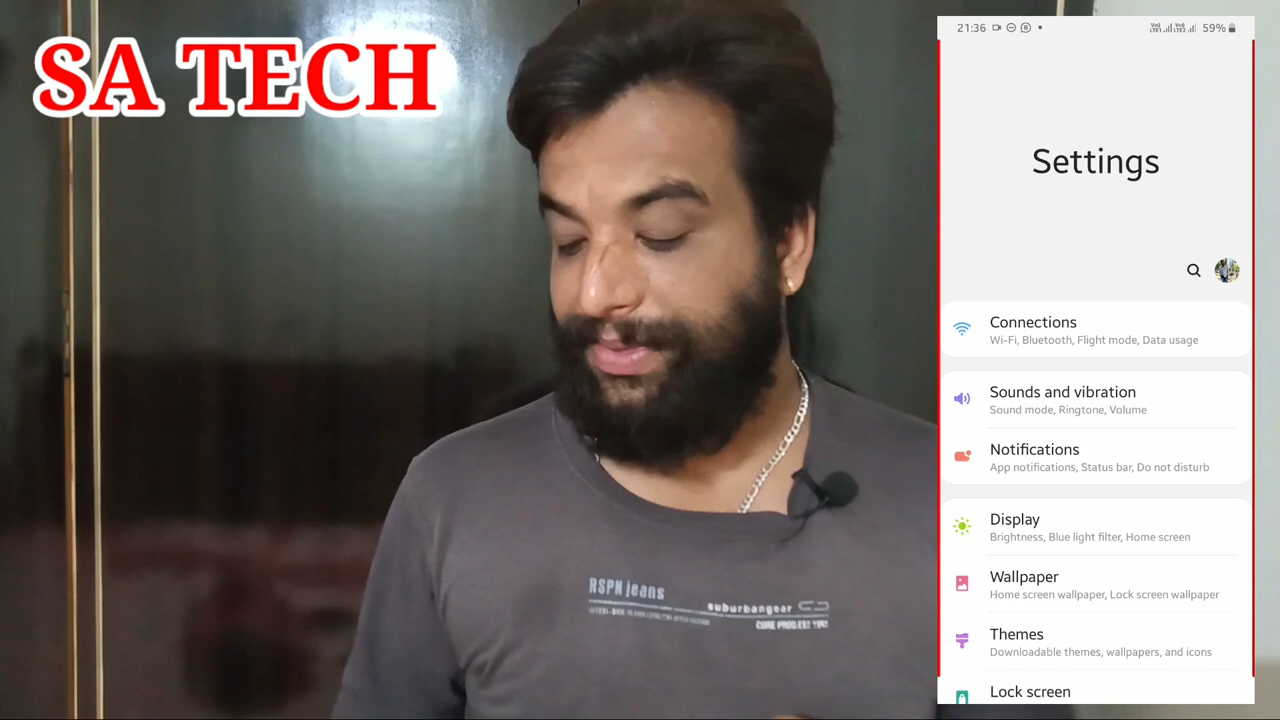 SA TECH
21:36
59%
Settings
Connections
Wi-Fi, Bluetooth, Flight mode, Data usage
Sounds and vibration
Sound mode, Ringtone, Volume
Notifications
App notifications, Status bar, Do not disturb
Display
Brightness, Blue light filter, Home screen
Wallpaper
Home screen wallpaper, Lock screen wallpaper
Themes
Downloadable themes, wallpapers, and icons
Lock screen
RSPN jeans
suburbangear